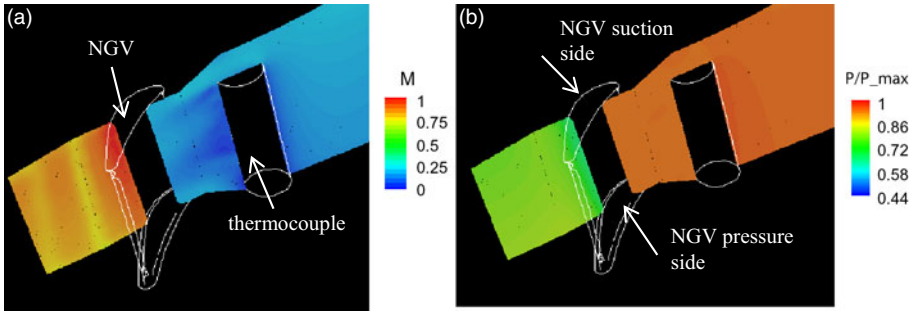 (a)
NGV
thermocouple
M
1
0.75
0.5
0.25
0
(b)
NGV suction
side
NGV pressure
side
P/P_max
1
0.86
0.72
0.58
0.44